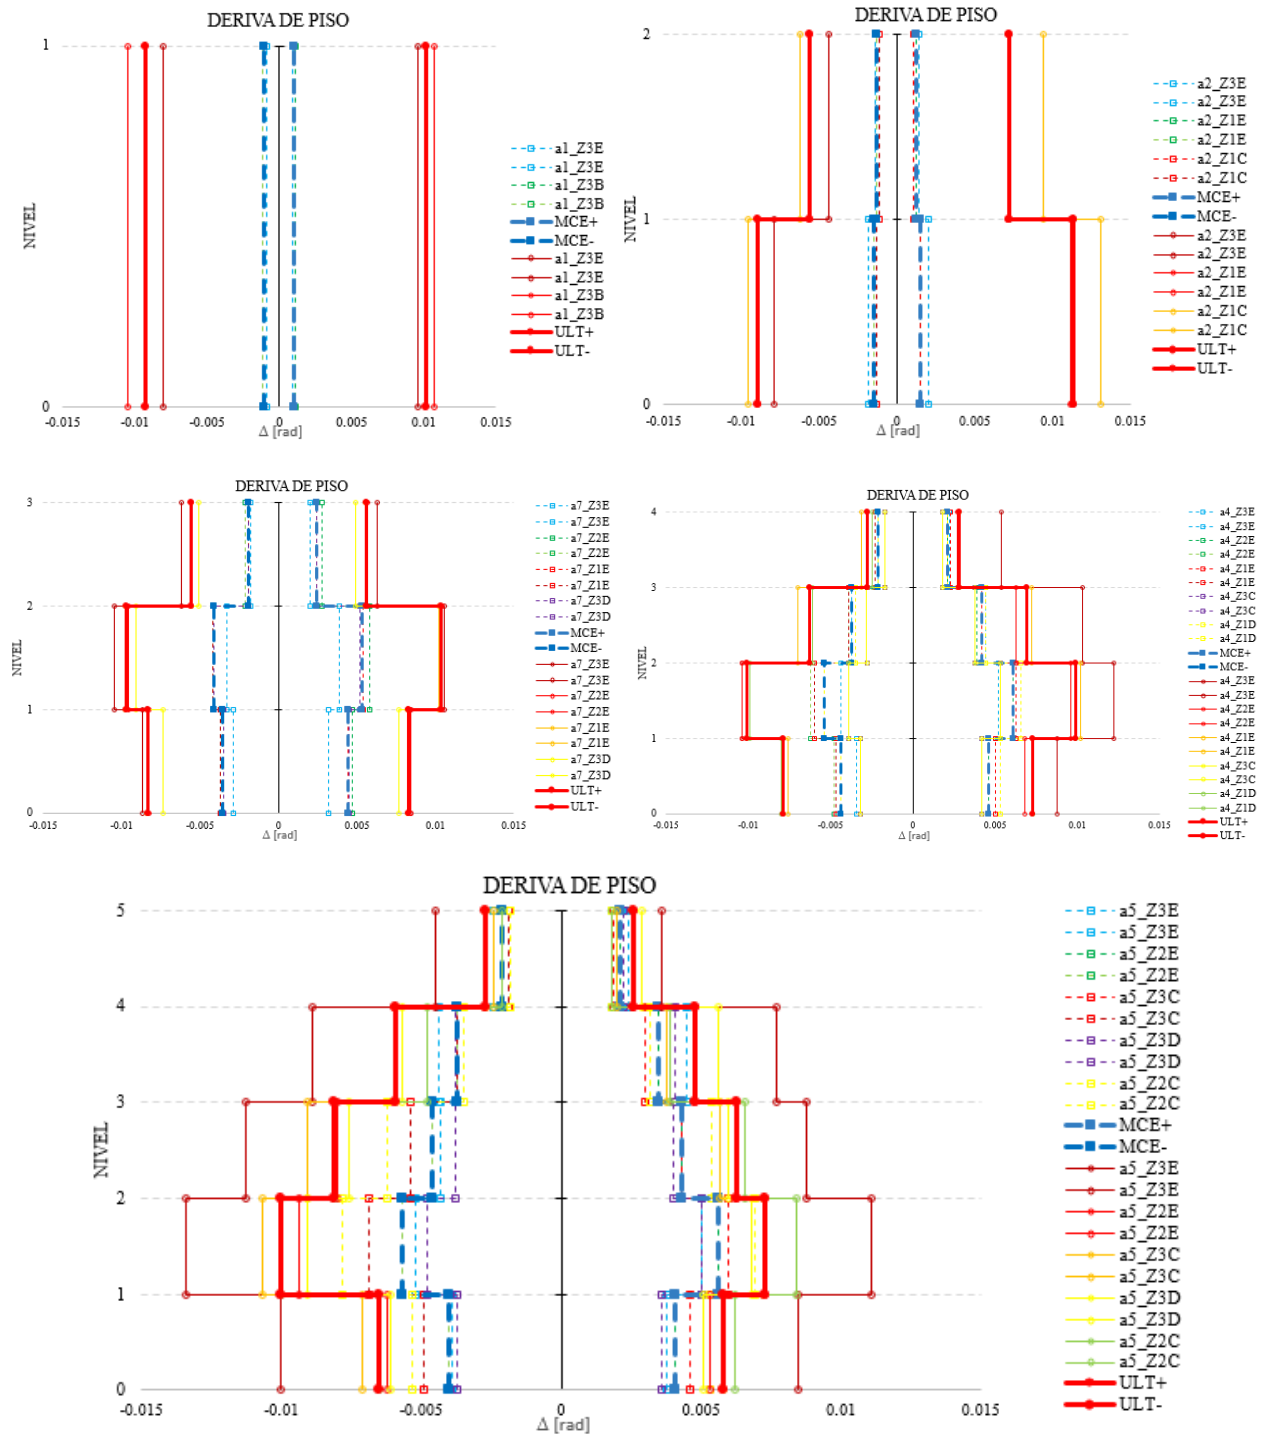 DERIVA DE PISO
1
0
NIVEL
-0.015
-0.01
-0.005
0
0.005
0.01
0.015
Δ [rad]
a1_Z3E
a1_Z3E
a1_Z3B
a1_Z3B
MCE+
MCE-
a1_Z3E
a1_Z3E
a1_Z3B
a1_Z3B
ULT+
ULT-
DERIVA DE PISO
2
1
0
NIVEL
-0.015
-0.01
-0.005
0
0.005
0.01
0.015
Δ [rad]
a2_Z3E
a2_Z3E
a2_Z1E
a2_Z1E
a2_Z1C
a2_Z1C
MCE+
MCE-
a2_Z3E
a2_Z3E
a2_Z1E
a2_Z1E
a2_Z1C
a2_Z1C
ULT+
ULT-
DERIVA DE PISO
3
2
1
0
NIVEL
-0.015
-0.01
-0.005
0
0.005
0.01
0.015
Δ [rad]
a7_Z3E
a7_Z3E
a7_Z2E
a7_Z2E
a7_Z1E
a7_Z1E
a7_Z3D
a7_Z3D
MCE+
MCE-
a7_Z3E
a7_Z3E
a7_Z2E
a7_Z2E
a7_Z1E
a7_Z1E
a7_Z3D
a7_Z3D
ULT+
ULT-
DERIVA DE PISO
4
3
2
1
0
NIVEL
-0.015
-0.01
-0.005
0
0.005
0.01
0.015
Δ [rad]
a4_Z3E
a4_Z3E
a4_Z2E
a4_Z2E
a4_Z1E
a4_Z1E
a4_Z3C
a4_Z3C
a4_Z1D
a4_Z1D
MCE+
MCE-
a4_Z3E
a4_Z3E
a4_Z2E
a4_Z2E
a4_Z1E
a4_Z1E
a4_Z3C
a4_Z3C
a4_Z1D
a4_Z1D
ULT+
ULT-
DERIVA DE PISO
5
4
3
2
1
0
NIVEL
-0.015
-0.01
-0.005
0
0.005
0.01
0.015
Δ [rad]
a5_Z3E
a5_Z3E
a5_Z2E
a5_Z2E
a5_Z3C
a5_Z3C
a5_Z3D
a5_Z3D
a5_Z2C
a5_Z2C
MCE+
MCE-
a5_Z3E
a5_Z3E
a5_Z2E
a5_Z2E
a5_Z3C
a5_Z3C
a5_Z3D
a5_Z3D
a5_Z2C
a5_Z2C
ULT+
ULT-